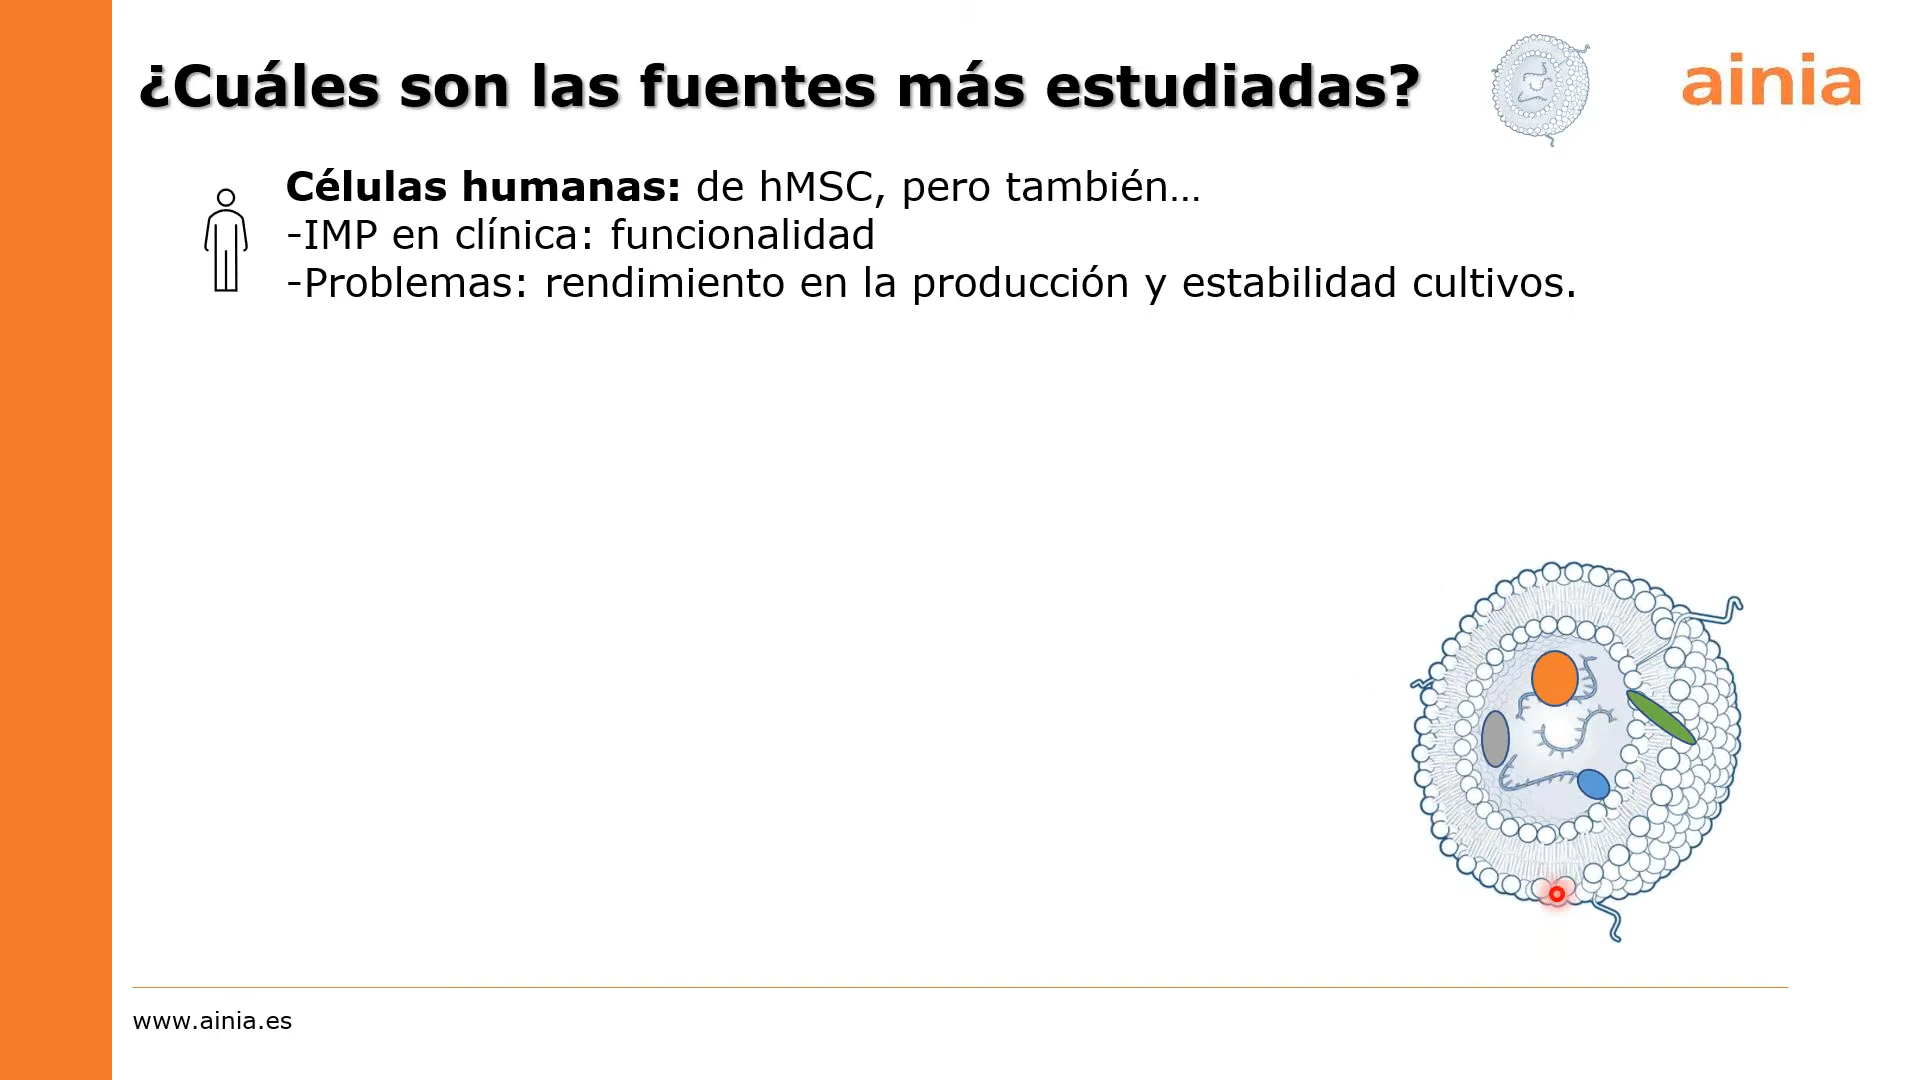 ¿Cuáles son las fuentes más estudiadas?
ainia
Células humanas: de hMSC, pero también…
-IMP en clínica: funcionalidad
-Problemas: rendimiento en la producción y estabilidad cultivos.
www.ainia.es